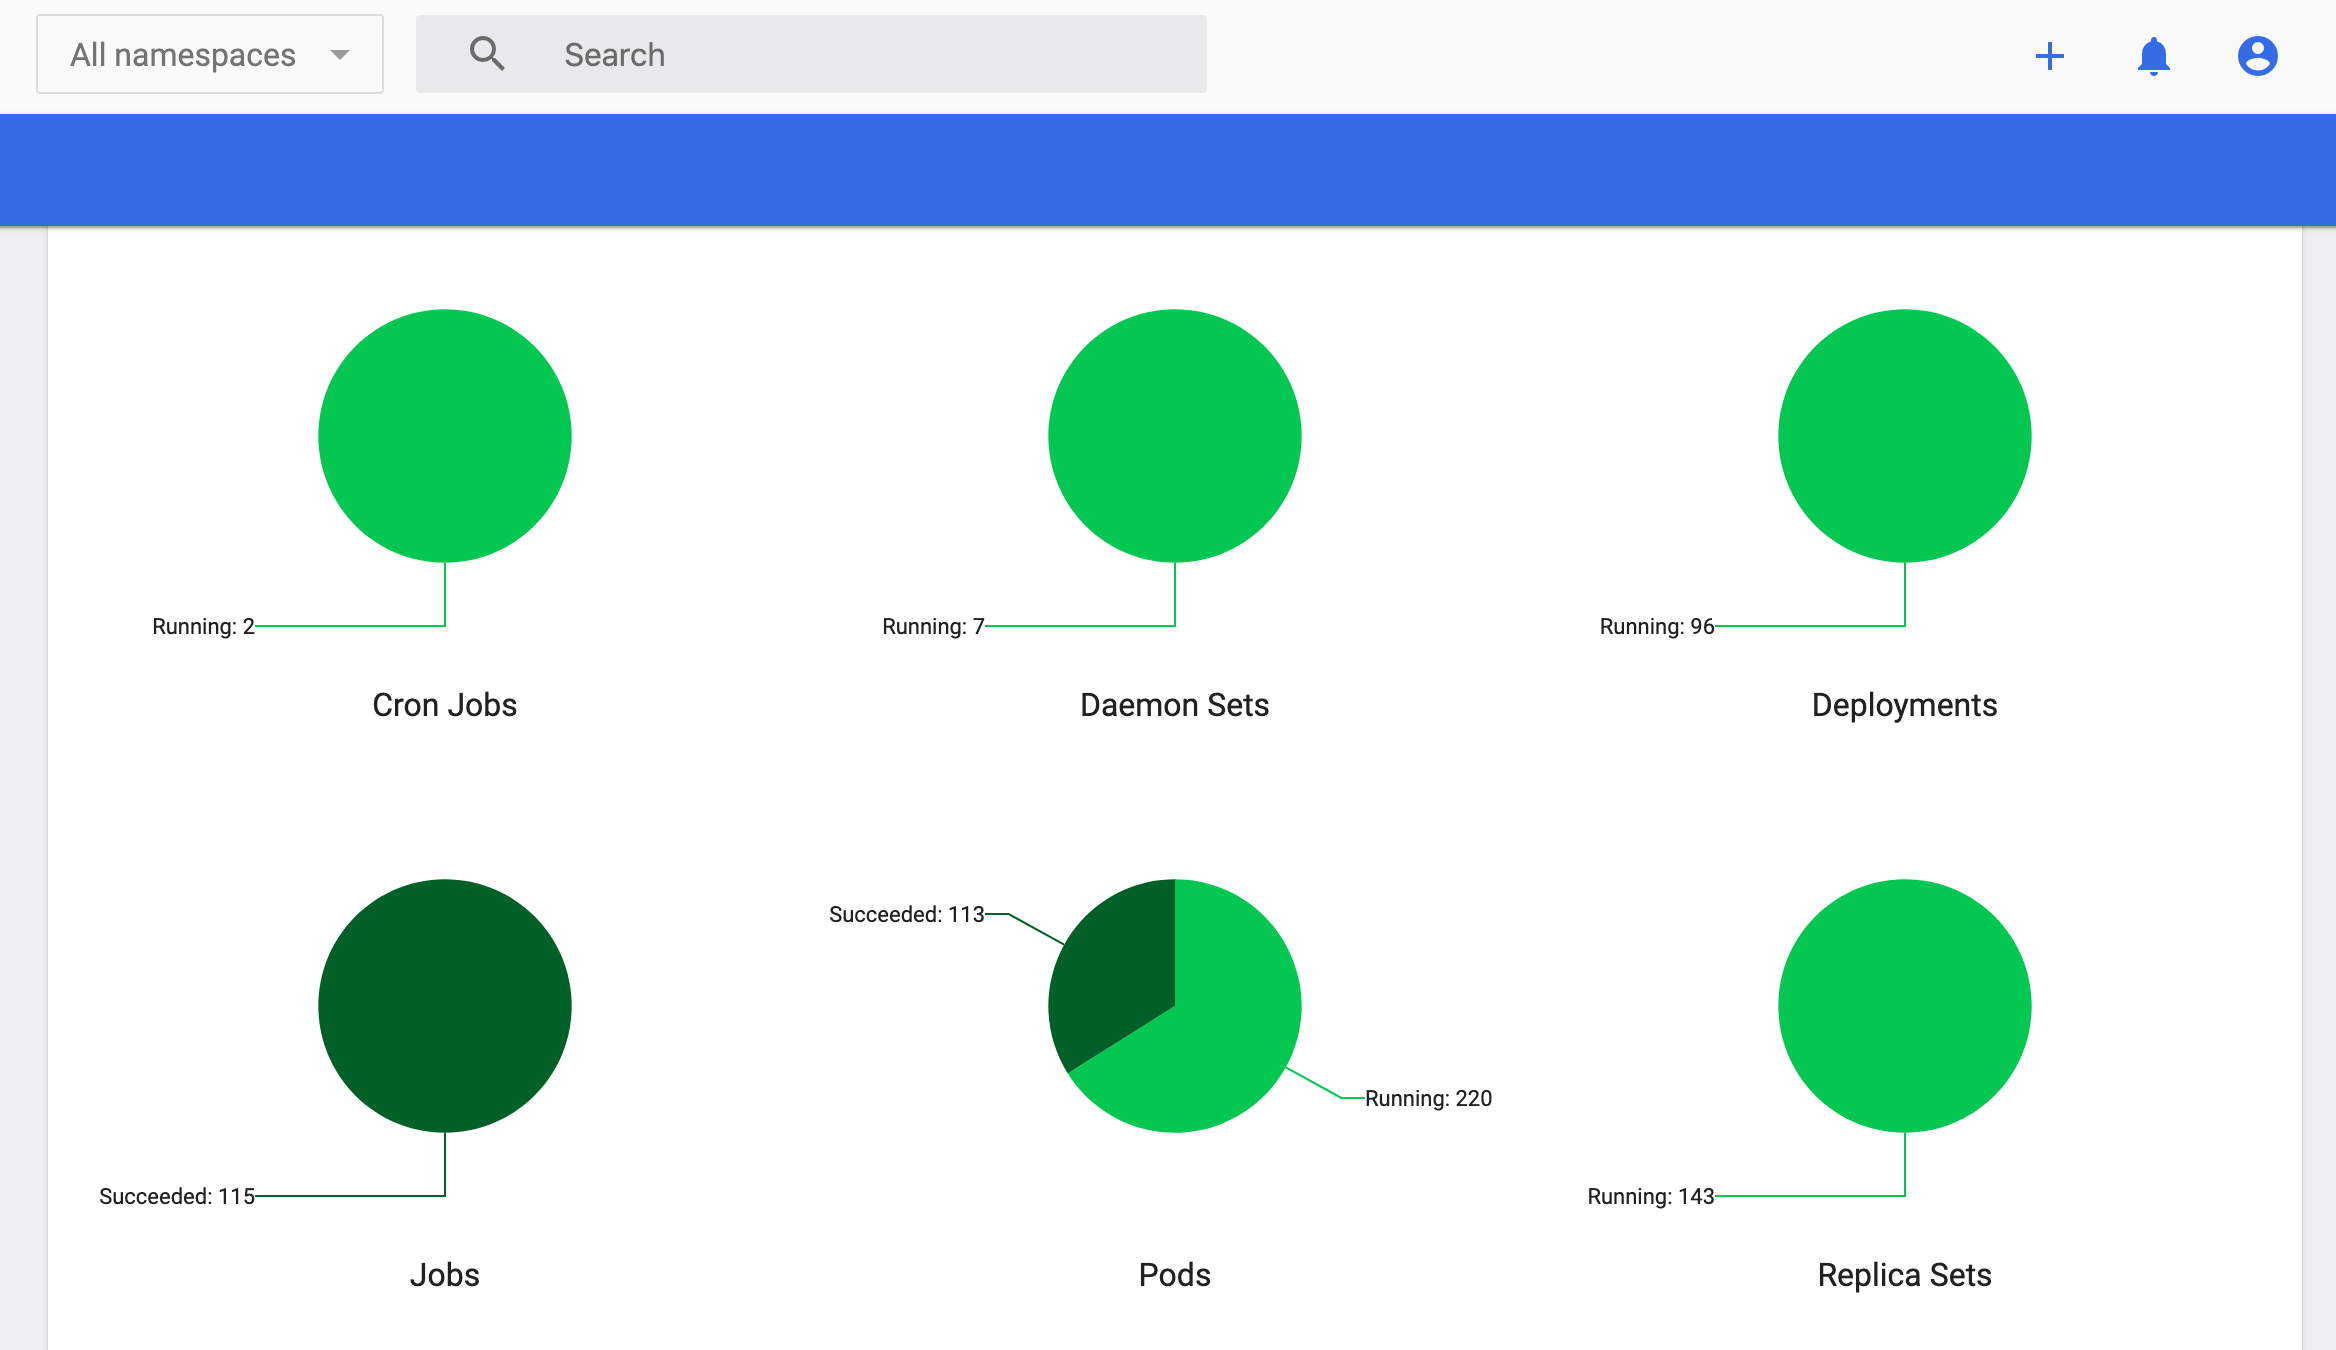 All namespaces
Search
Running: 2
Running: 7
Running: 96
Cron Jobs
Daemon Sets
Deployments
Succeeded: 113
Running: 220
Succeeded: 115
Running: 143
Jobs
Pods
Replica Sets